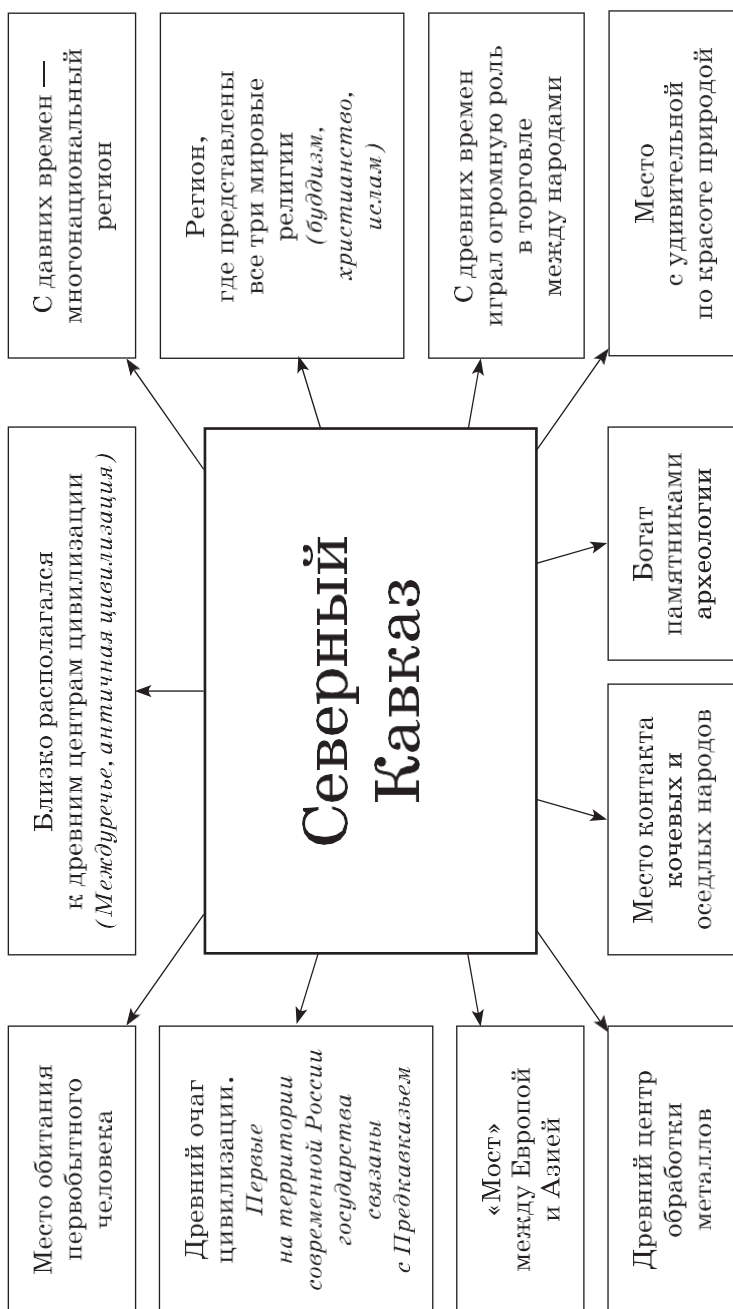 Место обитания
первобытного
человека
Близко располагался
к древним центрам цивилизации
(Междуречье, античная цивилизация)
С давних времен —
многонациональный
регион
Древний очаг
цивилизации.
Первые
на территории
современной России
государства
связаны
с Предкавказьем
Северный
Кавказ
Регион,
где представлены
все три мировые
религии
(буддизм,
христианство,
ислам)
«Мост»
между Европой
и Азией
С древних времен
играл огромную роль
в торговле
между народами
Древний центр
обработки
металлов
Место контакта
кочевых и
оседлых народов
Богат
памятниками
археологии
Место
с удивительной
по красоте природой